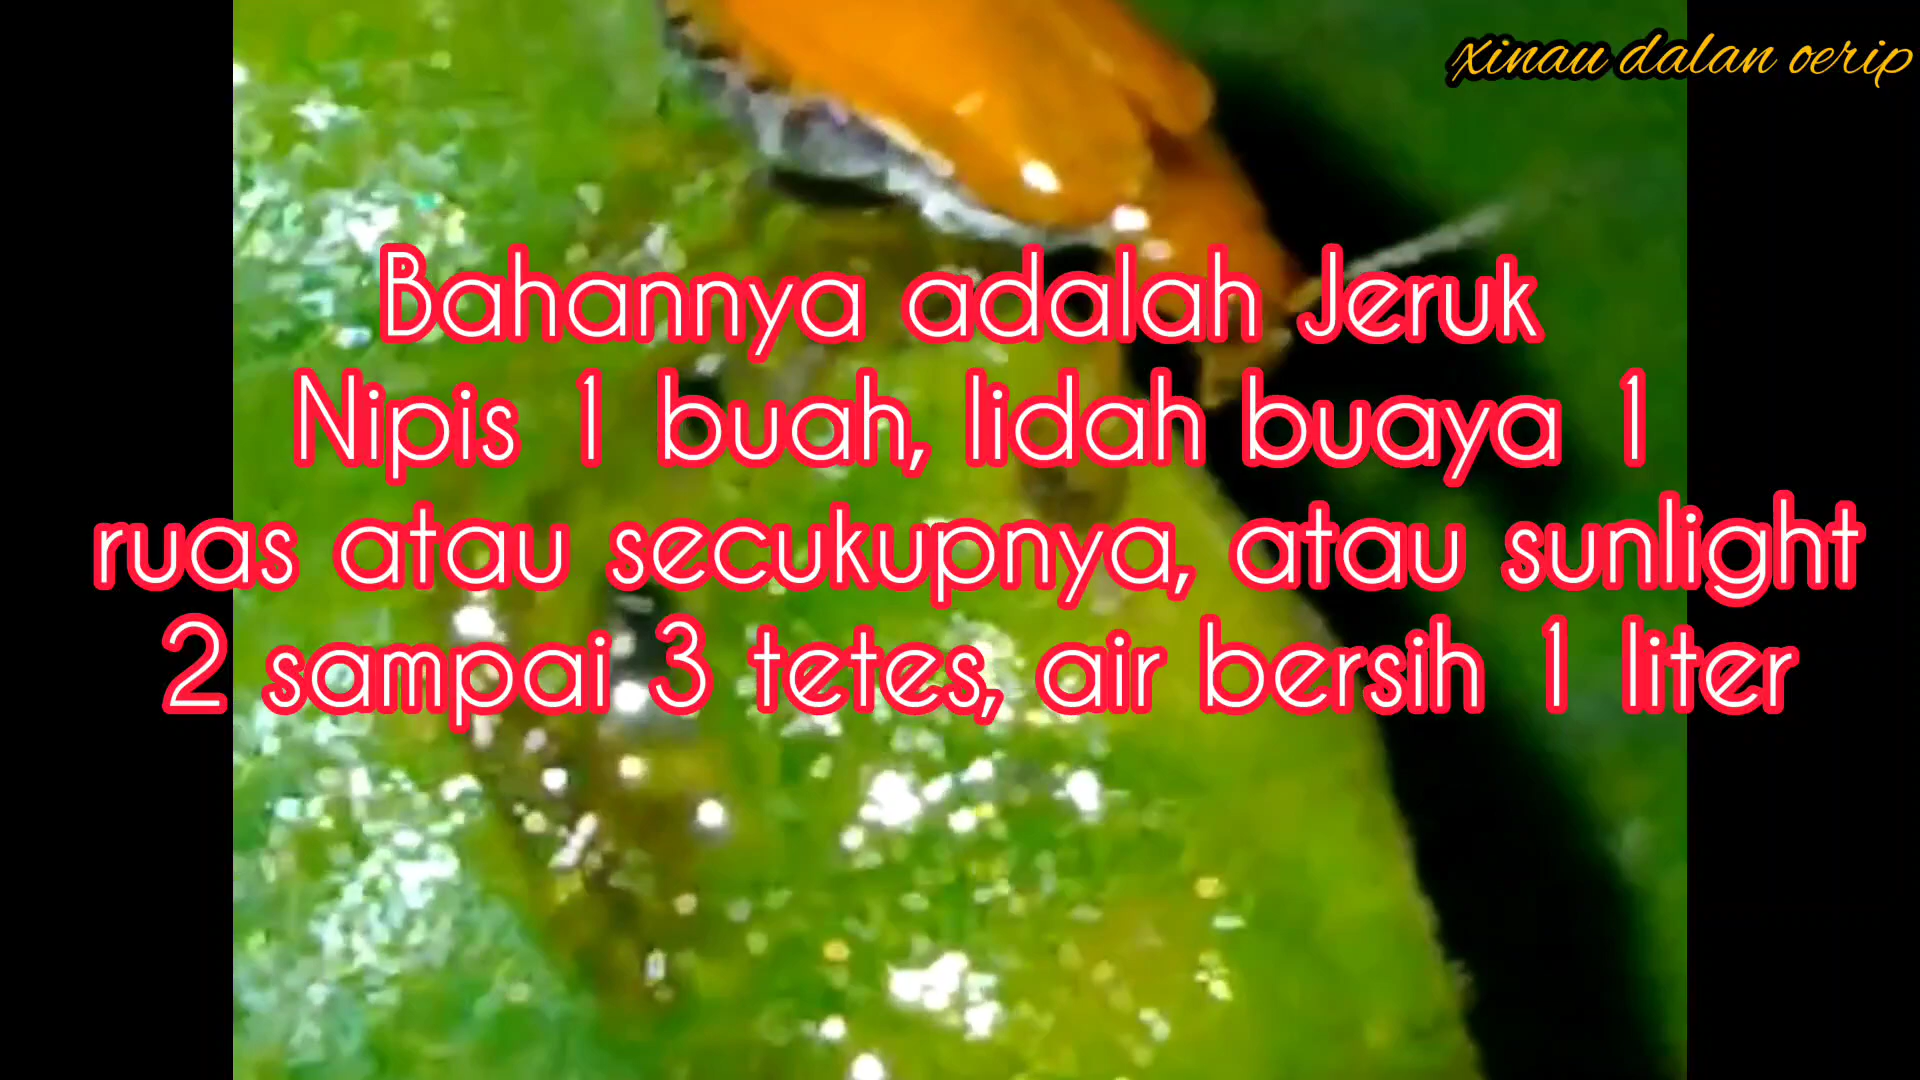 xinau dalan oerip
Bahannya adalah Jeruk
Nipis 1 buah, lidah buaya 1
ruas atau secukupnya, atau sunlight
2 sampai 3 tetes, air bersih 1 liter